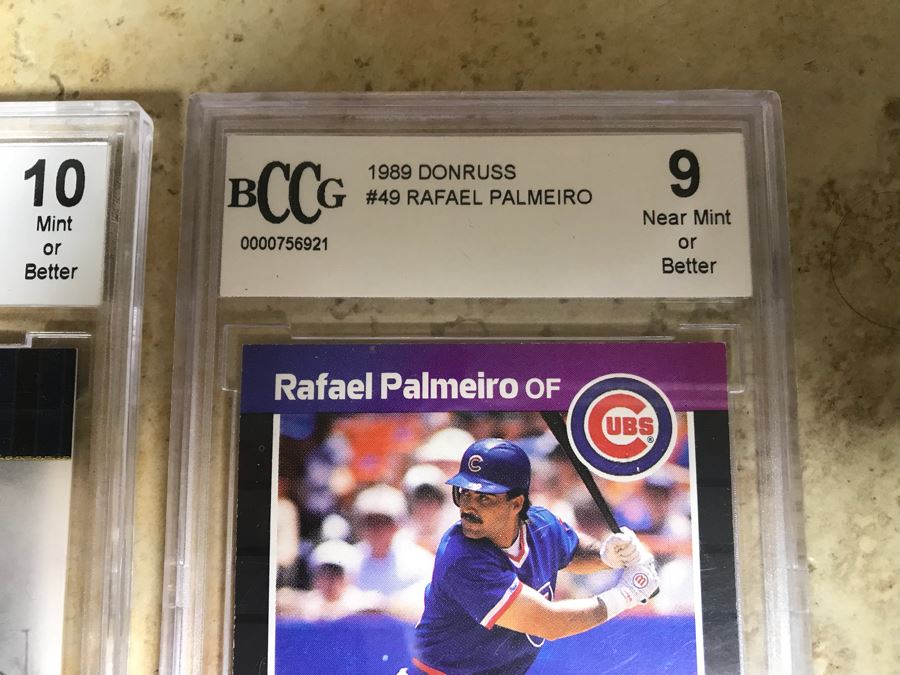 10
Mint
or
Better
BCCG
0000756921
1989 DONRUSS
#49 RAFAEL PALMEIRO
9
Near Mint
or
Better
Rafael Palmeiro OF
CUBS
C